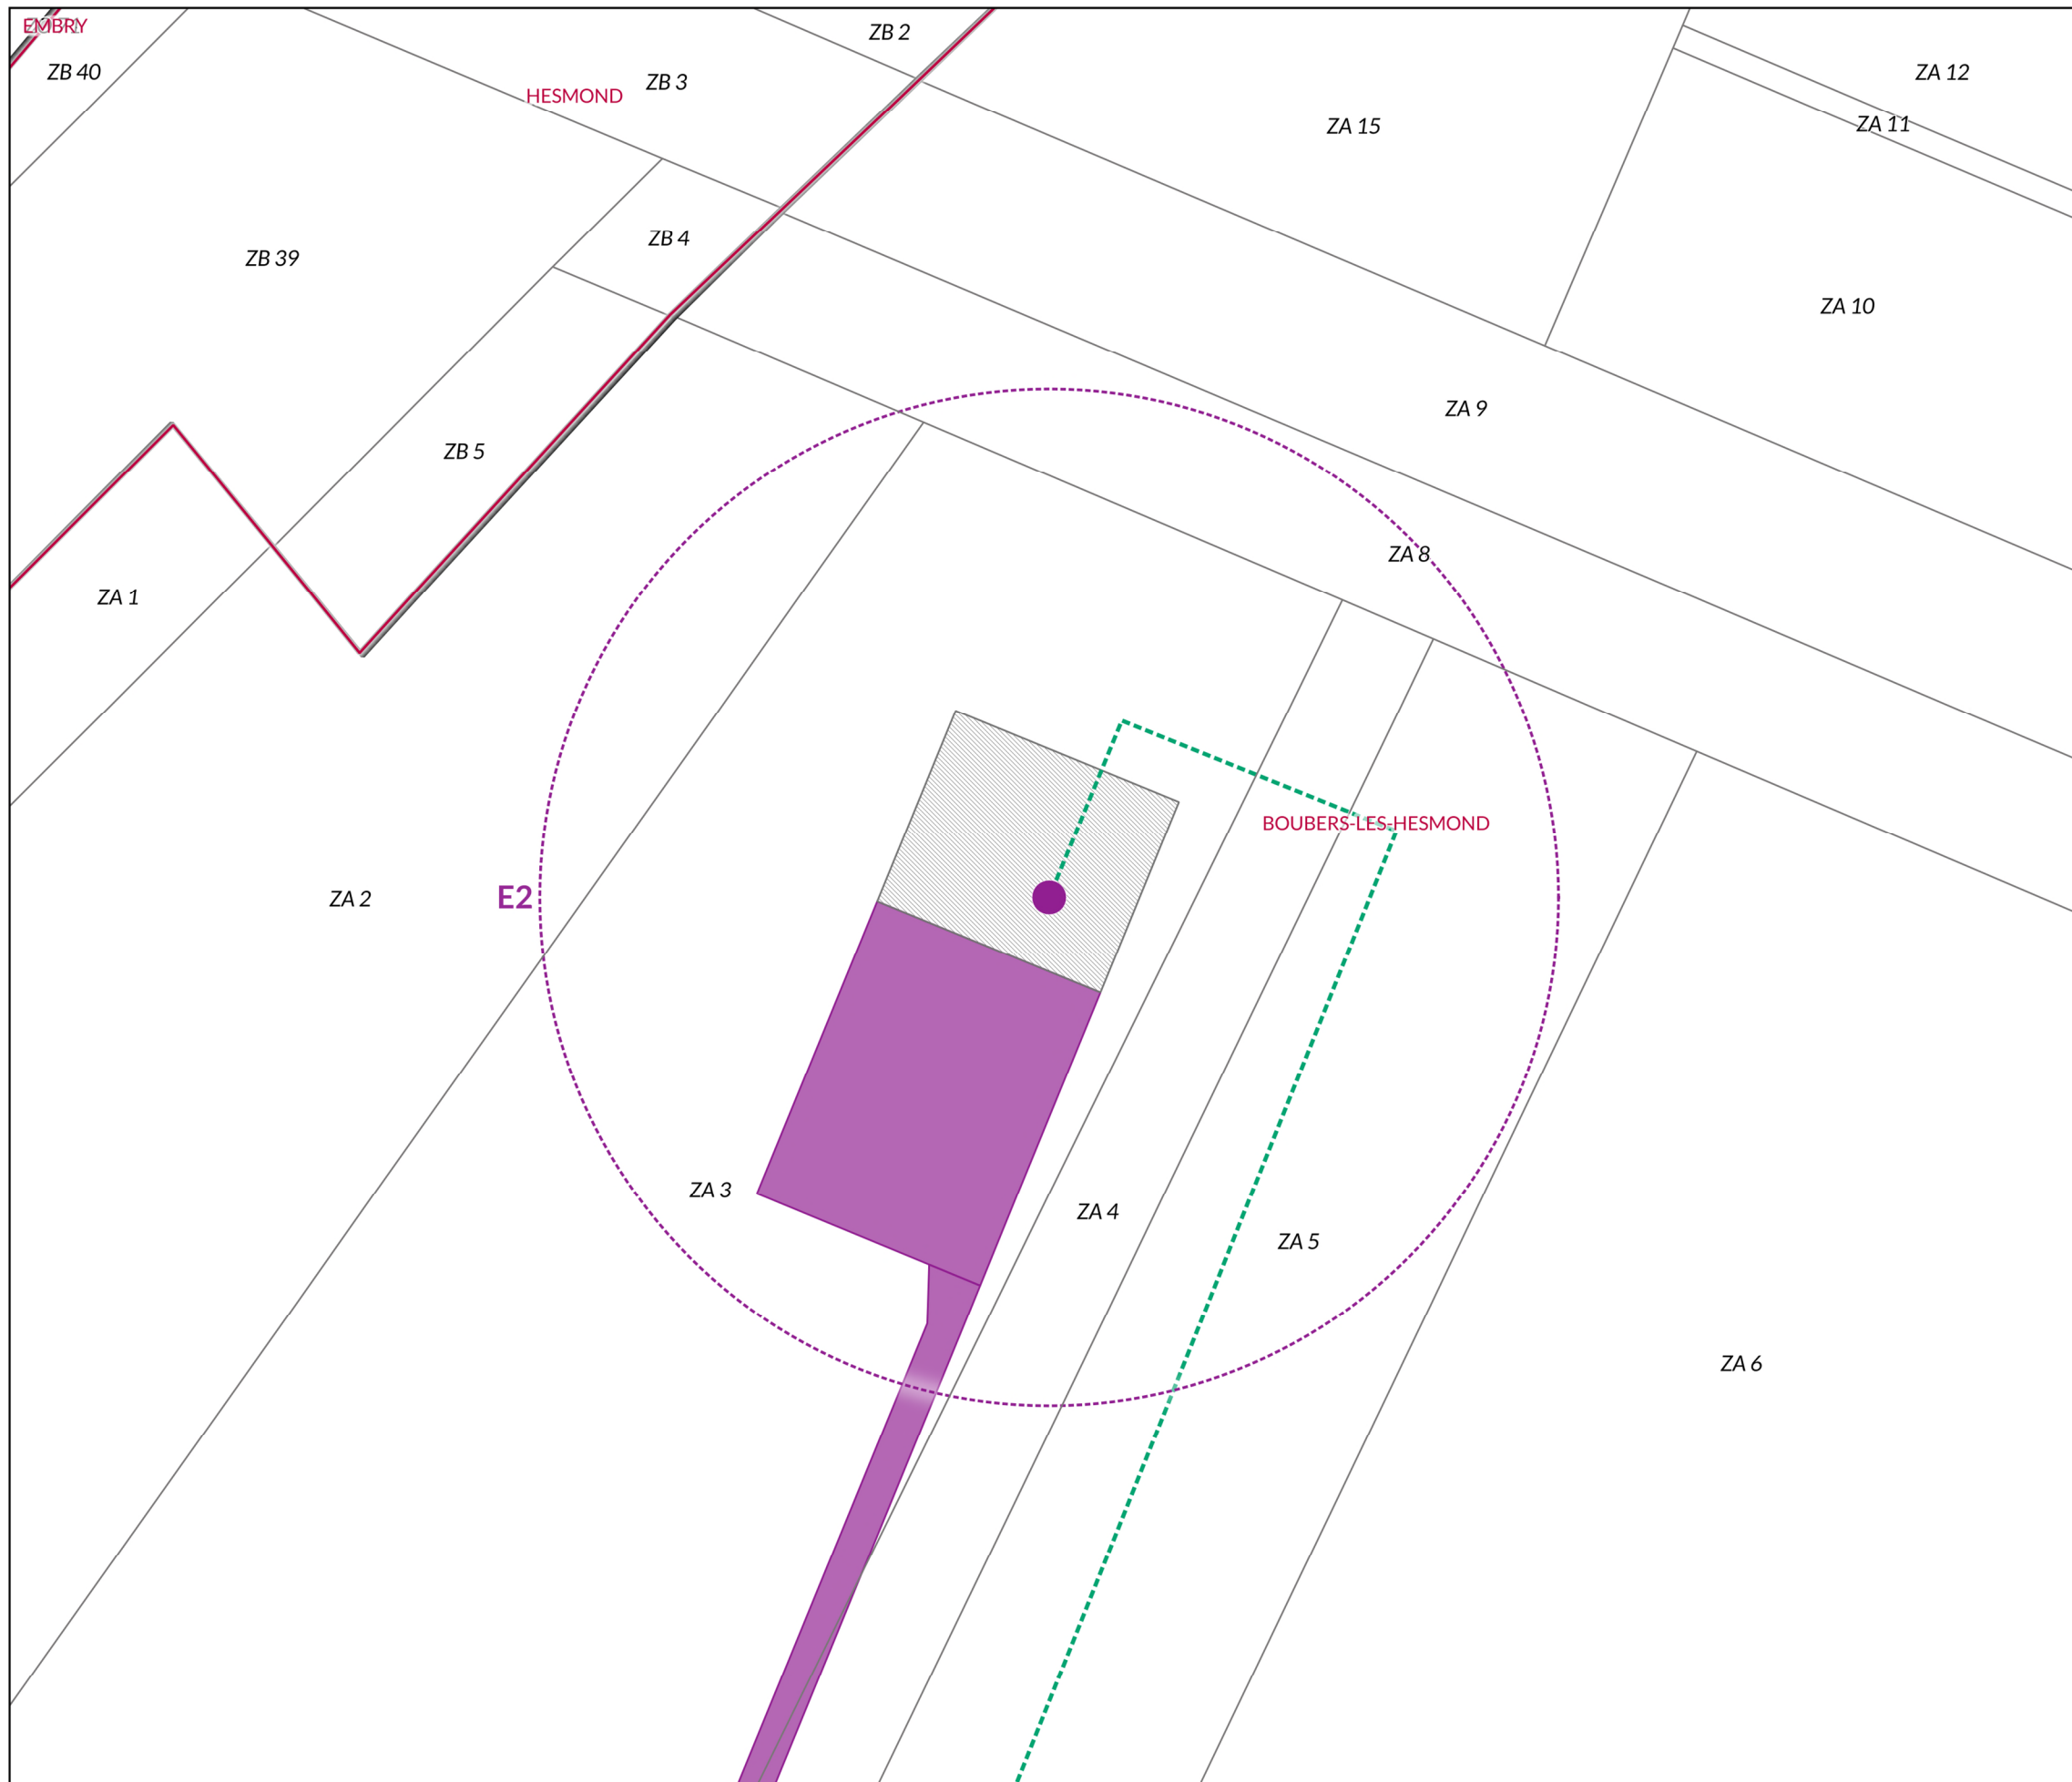 EMBRY
ZB 2
ZB 40
ZB 3
ZA 12
HESMOND
ZA 15
ZA 11
ZB 4
ZB 39
ZA 10
ZA 9
ZB 5
ZA 8
ZA 1
BOUBERS-LES-HESMOND
ZA 2
E2
ZA 3
ZA 4
ZA 5
ZA 6